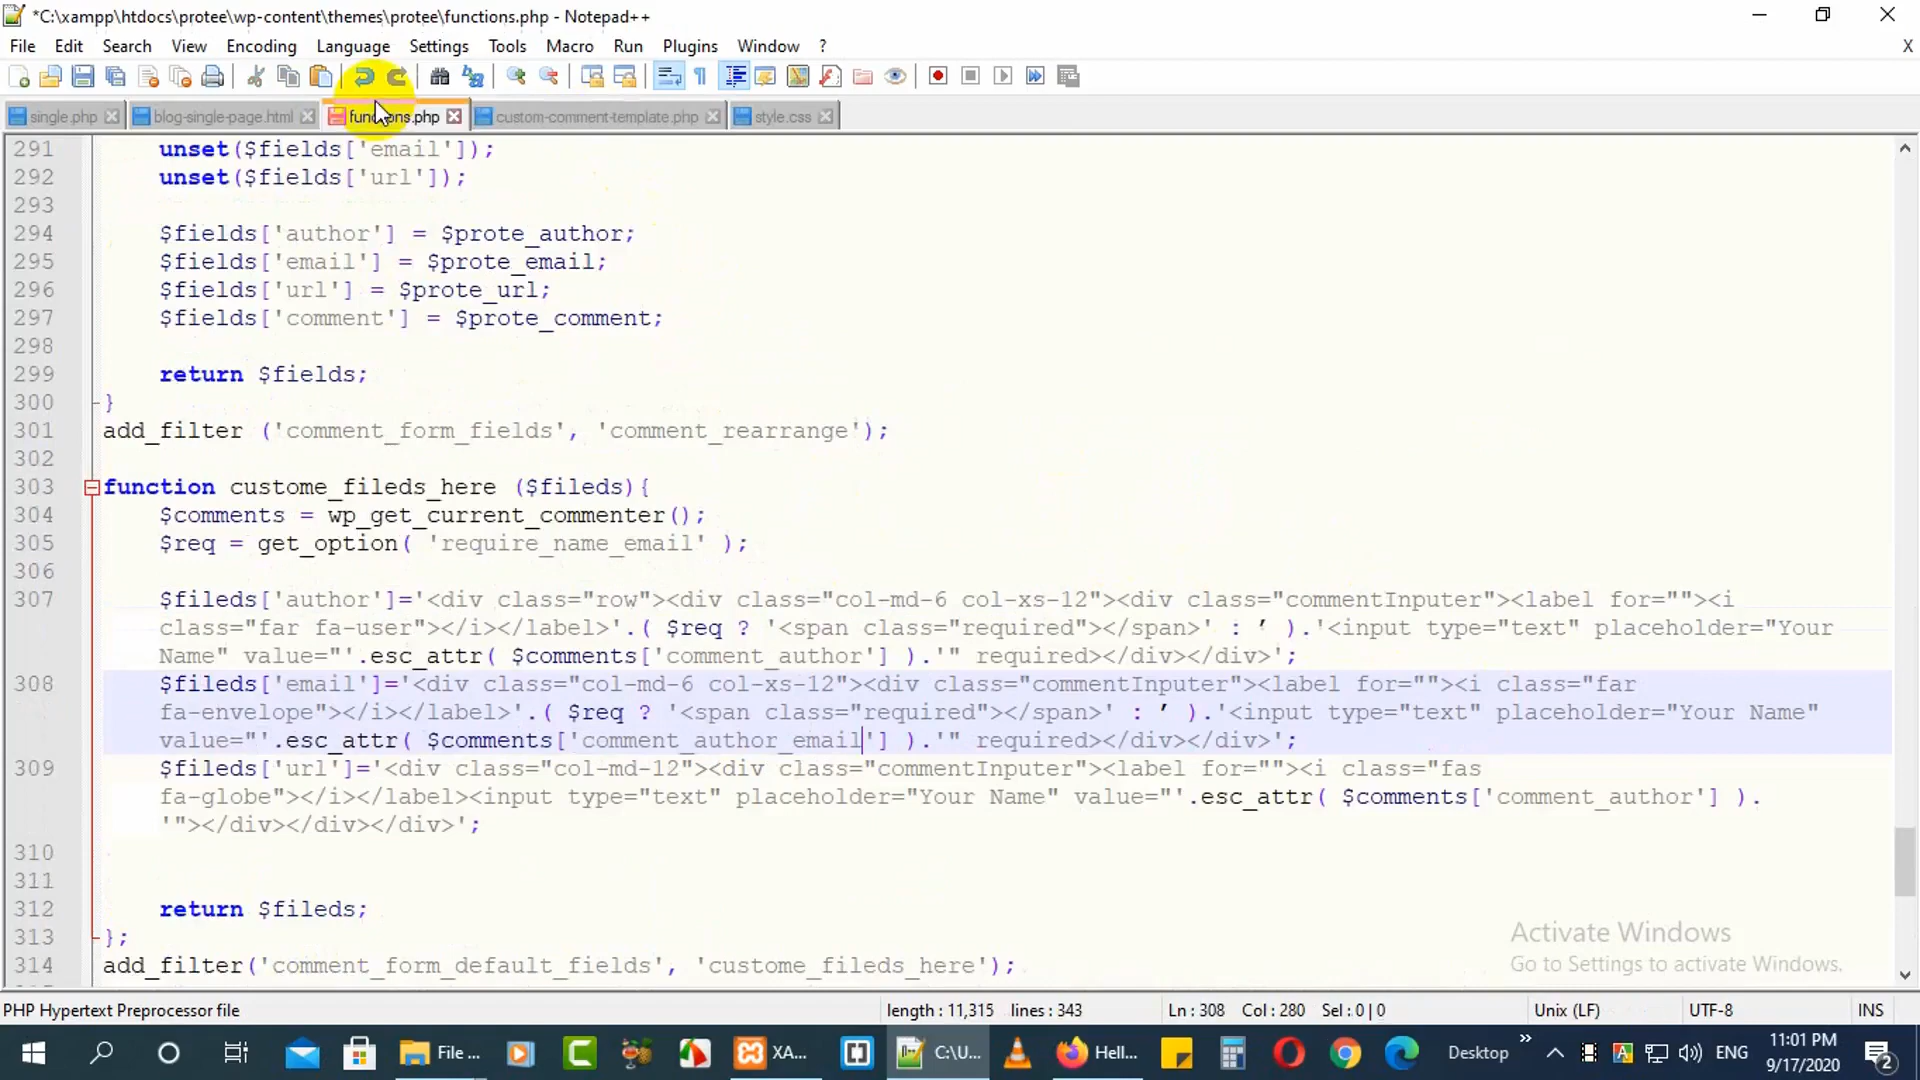 *C:\xampp\htdocs\protee\wp-content\themes\protee\functions.php - Notepad++
File Edit Search View Encoding Language Settings Tools Macro Run Plugins Window ? X
single.php blog-single-page.html functions.php custom-comment-template.php style.css
291 unset($fields['email']);
292 unset($fields['url']);
293
294 $fields['author'] = $prote_author;
295 $fields['email'] = $prote_email;
296 $fields['url'] = $prote_url;
297 $fields['comment'] = $prote_comment;
298
299 return $fields;
300 }
301 add_filter ('comment_form_fields', 'comment_rearrange');
302
303 function custome_fileds_here ($fileds){
304 $comments = wp_get_current_commenter();
305 $req = get_option( 'require_name_email' );
306
307 $fileds['author']='<div class="row"><div class="col-md-6 col-xs-12"><div class="commentInputer"><label for=""><i
class="far fa-user"></i></label>'.( $req ? '<span class="required"></span>' : ’ ).'<input type="text" placeholder="Your
Name" value="'.esc_attr( $comments['comment_author'] ).'" required></div></div>';
308 $fileds['email']='<div class="col-md-6 col-xs-12"><div class="commentInputer"><label for=""><i class="far
fa-envelope"></i></label>'.( $req ? '<span class="required"></span>' : ’ ).'<input type="text" placeholder="Your Name"
value="'.esc_attr( $comments['comment_author_email'] ).'" required></div></div>';
309 $fileds['url']='<div class="col-md-12"><div class="commentInputer"><label for=""><i class="fas
fa-globe"></i></label><input type="text" placeholder="Your Name" value="'.esc_attr( $comments['comment_author'] ).
'"></div></div></div>';
310
311
312 return $fileds;
313 };
314 add_filter('comment_form_default_fields', 'custome_fileds_here');
Activate Windows
Go to Settings to activate Windows.
PHP Hypertext Preprocessor file length : 11,315 lines : 343 Ln : 308 Col : 280 Sel : 0 | 0 Unix (LF) UTF-8 INS
File ... XA... C:\U... Hell... Desktop » ENG 11:01 PM
9/17/2020 2